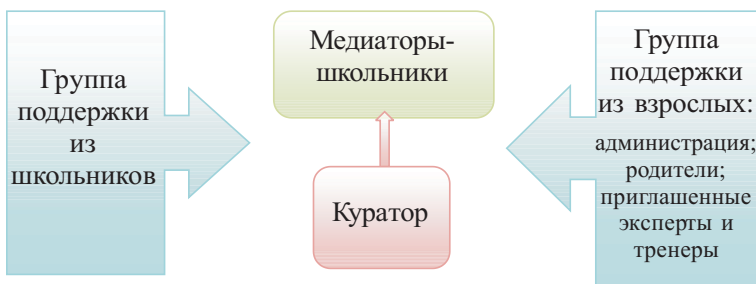 Группа
поддержки
из
школьников
Медиаторы-
школьники
Куратор
Группа
поддержки
из взрослых:
администрация;
родители;
приглашенные
эксперты и
тренеры